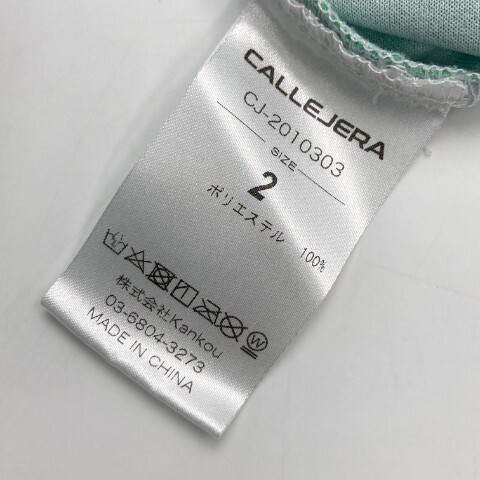 CALLEJERA
CJ-2010303
SIZE
2
ポリエステル 100%
株式会社Kankou
03-6804-3273
MADE IN CHINA